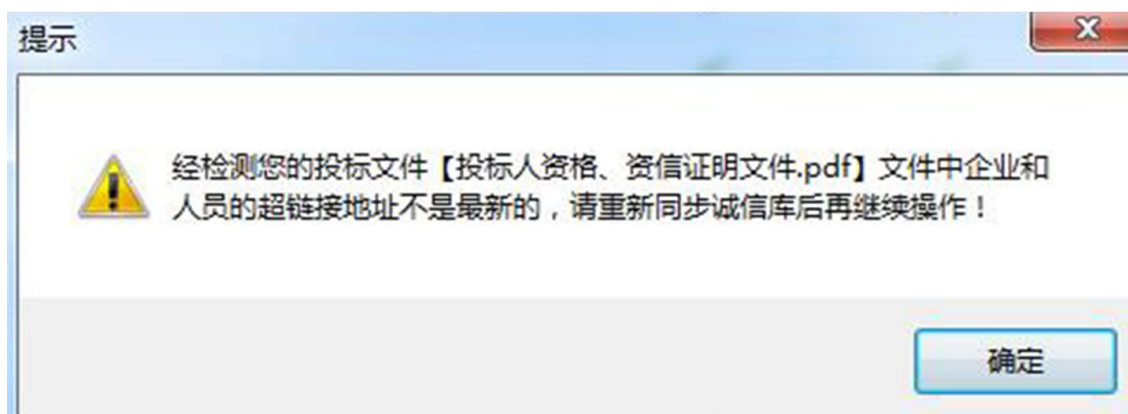 提示
经检测您的投标文件【投标人资格、资信证明文件.pdf】文件中企业和
人员的超链接地址不是最新的，请重新同步诚信库后再继续操作！
确定